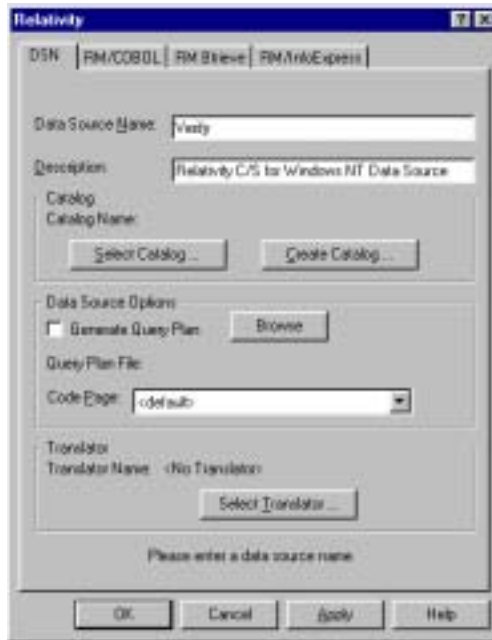 Relativity
DSN RM/COBOL RM Btrieve RM/InfoExpress
Data Source Name: Verify
Description: Relativity C/S for Windows NT Data Source
Catalog
Catalog Name:
Select Catalog ... Create Catalog ...
Data Source Options
Generate Query Plan Browse
Query Plan File:
Code Page: <default>
Translator
Translator Name: <No Translator>
Select Translator ...
Please enter a data source name
OK Cancel Apply Help